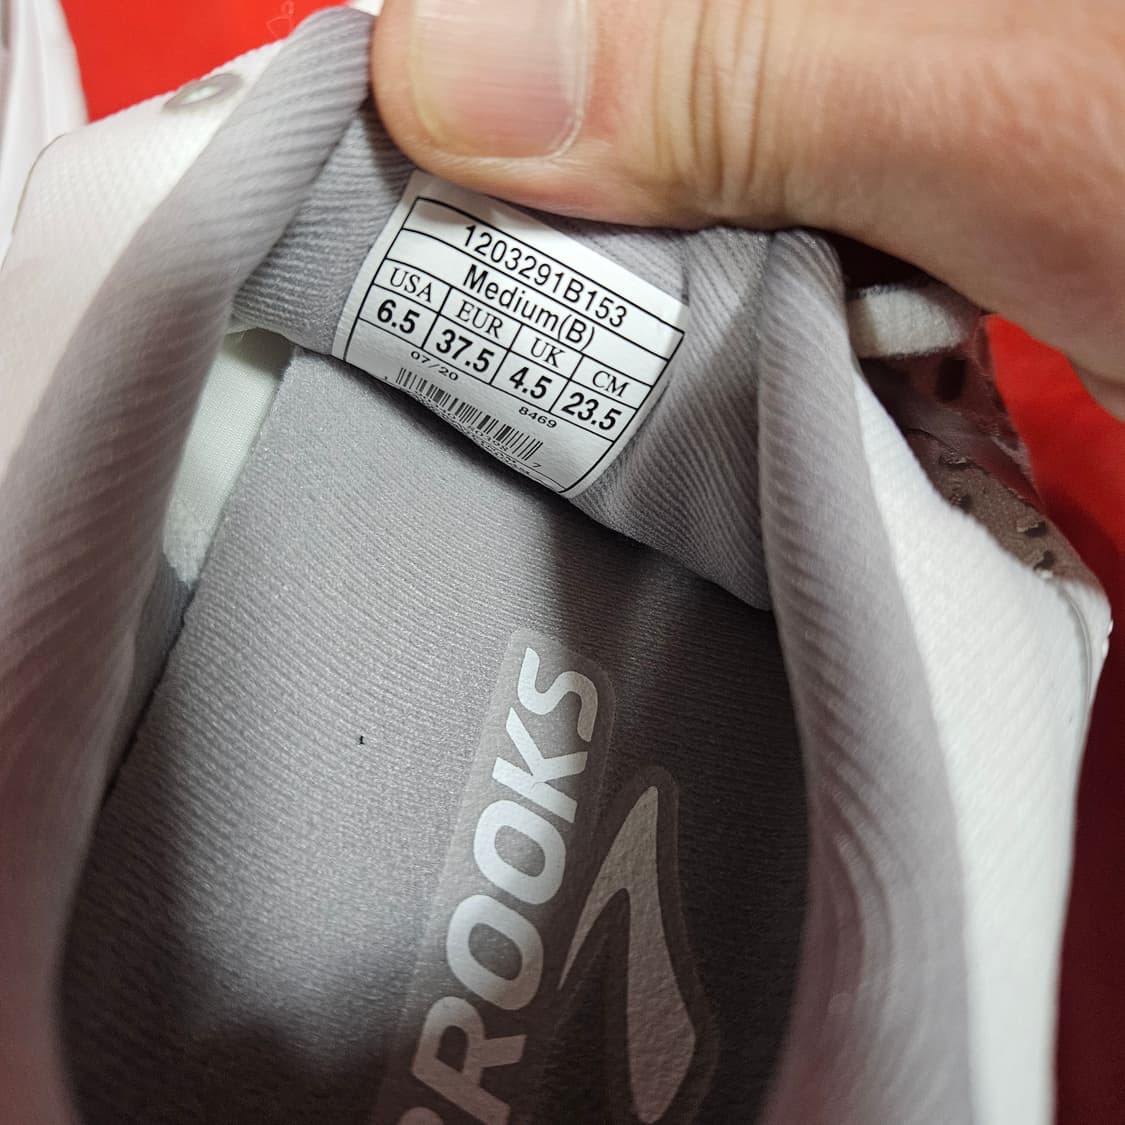 1203291B153
Medium(B)
USA EUR UK CM
6.5 37.5 4.5 23.5
07/20 8469
BROOKS